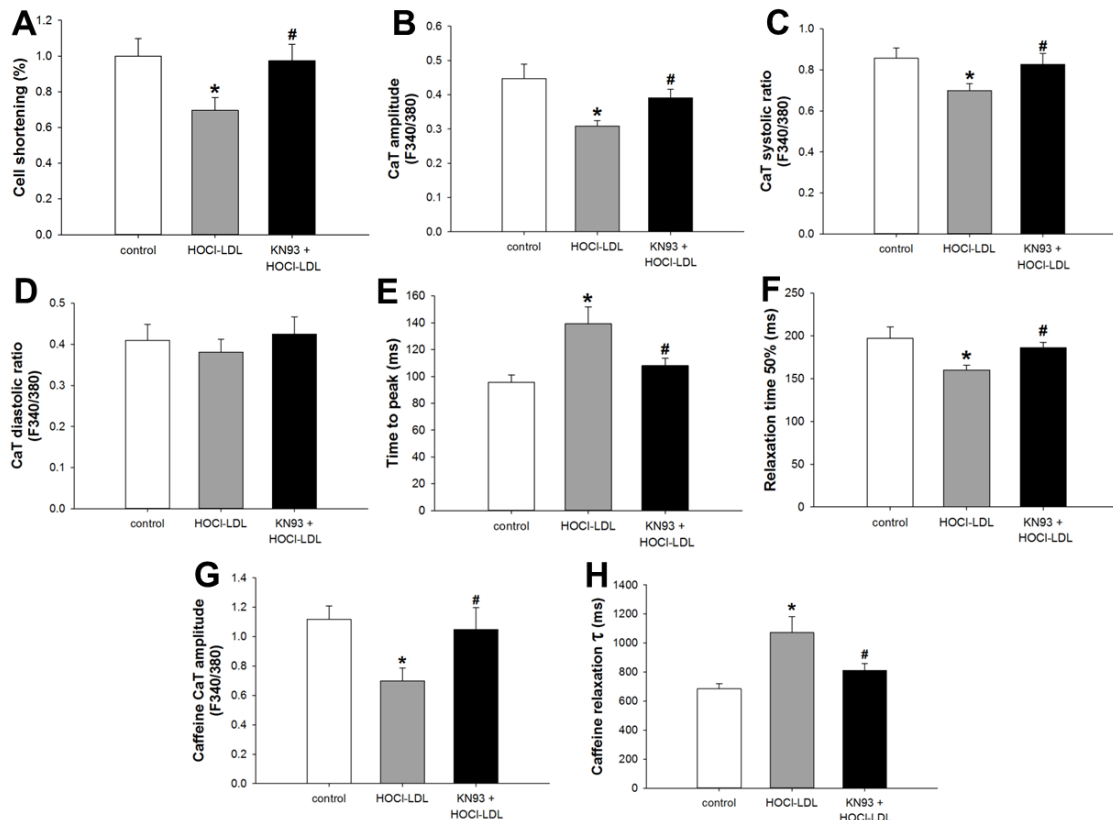 A
Cell shortening (%)
1.2
1.0
0.8
0.6
0.4
0.2
0.0
*
#
control
HOCl-LDL
KN93 +
HOCl-LDL
B
CaT amplitude
(F340/380)
0.6
0.5
0.4
0.3
0.2
0.1
0.0
*
#
control
HOCl-LDL
KN93 +
HOCl-LDL
C
CaT systolic ratio
(F340/380)
1.0
0.8
0.6
0.4
0.2
0.0
*
#
control
HOCl-LDL
KN93 +
HOCl-LDL
D
CaT diastolic ratio
(F340/380)
0.5
0.4
0.3
0.2
0.1
0.0
control
HOCl-LDL
KN93 +
HOCl-LDL
E
Time to peak (ms)
160
140
120
100
80
60
40
20
0
*
#
control
HOCl-LDL
KN93 +
HOCl-LDL
F
Relaxation time 50% (ms)
250
200
150
100
50
0
*
#
control
HOCl-LDL
KN93 +
HOCl-LDL
G
Caffeine CaT amplitude
(F340/380)
1.4
1.2
1.0
0.8
0.6
0.4
0.2
0.0
*
#
control
HOCl-LDL
KN93 +
HOCl-LDL
H
Caffeine relaxation τ (ms)
1400
1200
1000
800
600
400
200
0
*
#
control
HOCl-LDL
KN93 +
HOCl-LDL